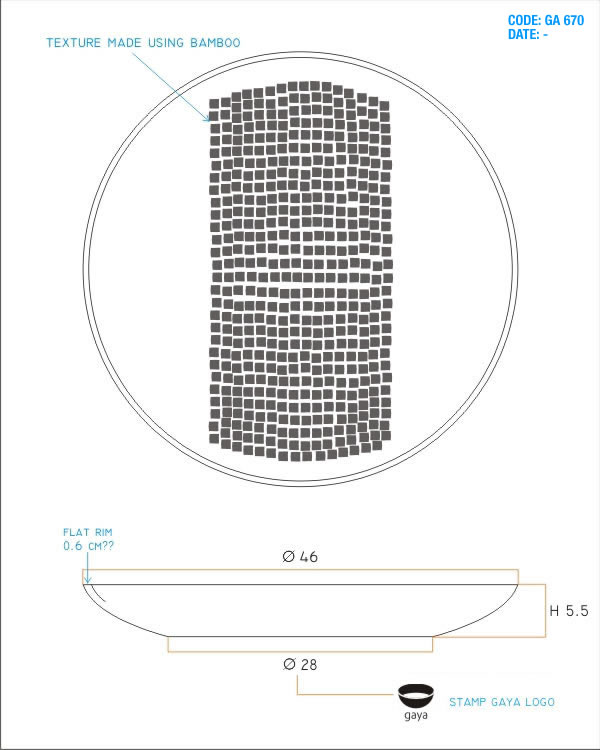 CODE: GA 670
DATE: -
TEXTURE MADE USING BAMBOO
FLAT RIM
0.6 CM??
Ø 46
H 5.5
Ø 28
gaya
STAMP GAYA LOGO